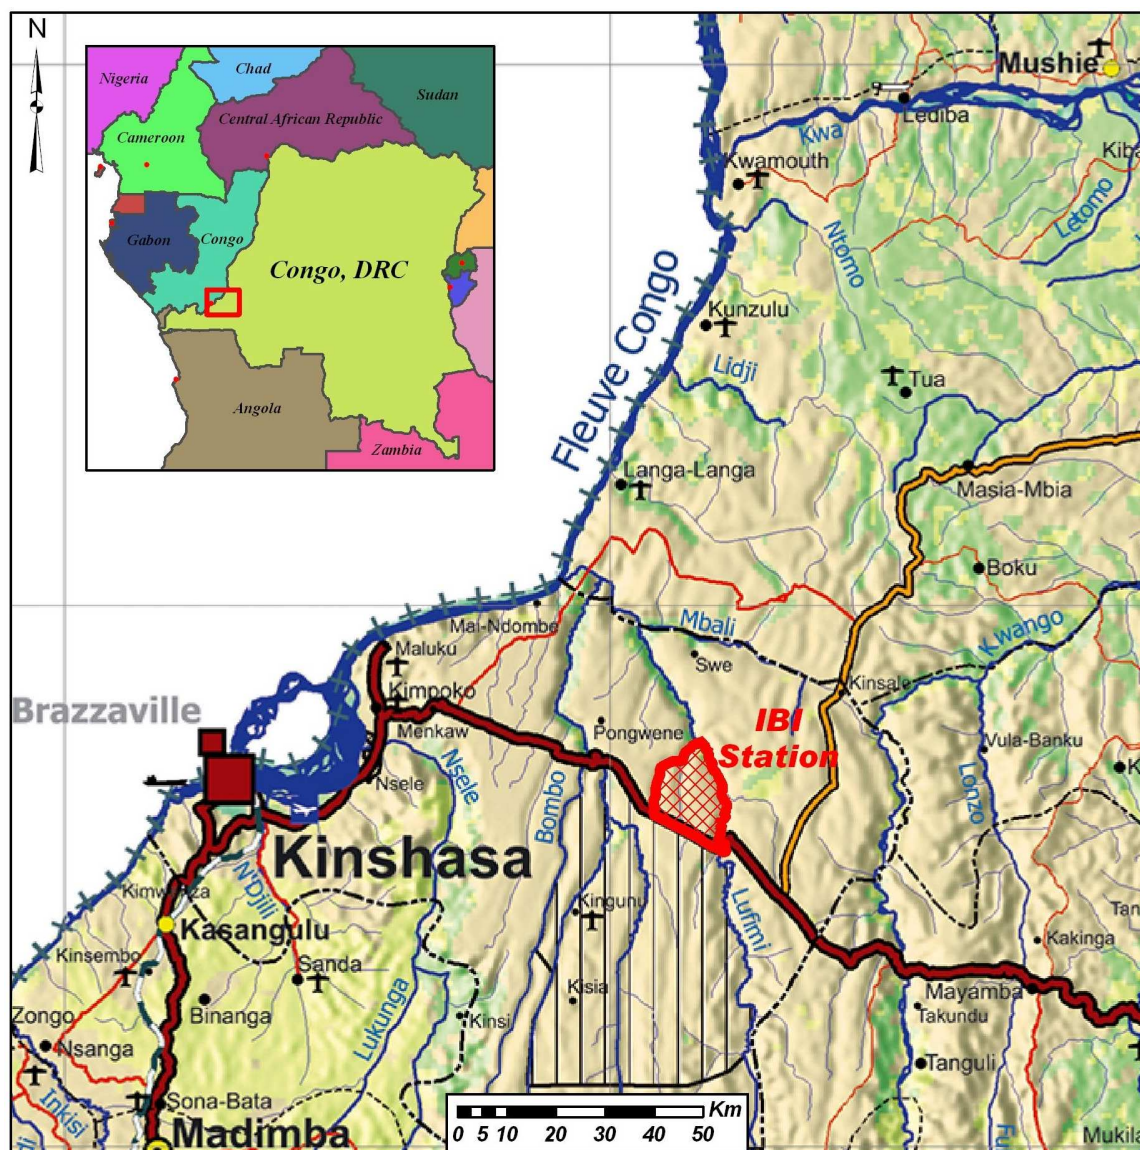 N
Nigeria
Chad
Sudan
Cameroon
Central African Republic
Gabon
Congo
Congo, DRC
Angola
Zambia
Mushie
Lediba
Kwa
Kwamouth
Kiba
Letomo
Ntomo
Fleuve Congo
Kunzulu
Lidji
Tua
Langa-Langa
Masia-Mbia
Boku
Mai-Ndombe
Mbali
Kwango
Maluku
Swe
Kinsale
Kimpoko
Brazzaville
Menkaw
Pongwene
IBI
Station
Vula-Banku
K
Nsele
Nsele
Bombo
Lonzo
Kinshasa
N'Djili
Kingunu
Lufimi
Kasangulu
Kakinga
Tan
Kinsembo
Sanda
Kisia
Mayamba
Binanga
Lukunga
Kinsi
Takundu
Zongo
Nsanga
Tanguli
Inkisi
Sona-Bata
Madimba
Mukila
Km
0 5 10 20 30 40 50